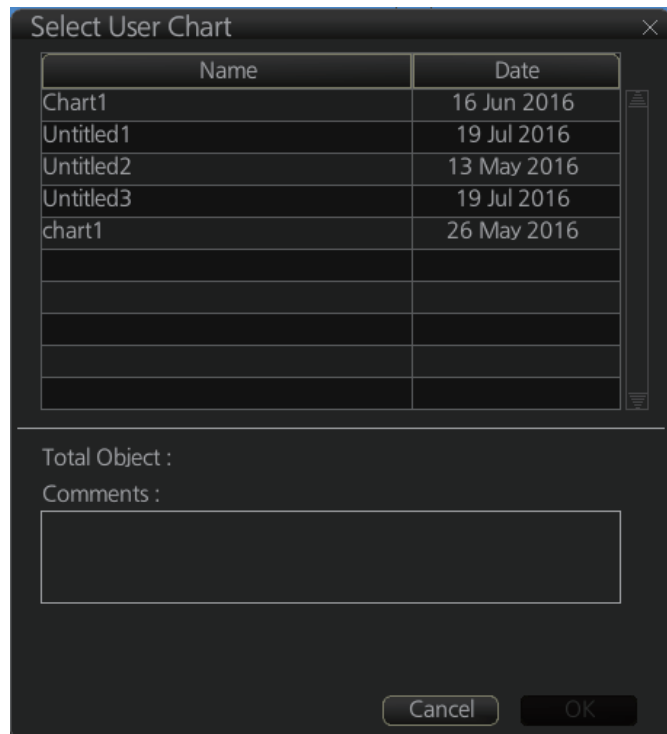 Select User Chart
Name Date
Chart1 16 Jun 2016
Untitled1 19 Jul 2016
Untitled2 13 May 2016
Untitled3 19 Jul 2016
chart1 26 May 2016
Total Object :
Comments :
Cancel OK